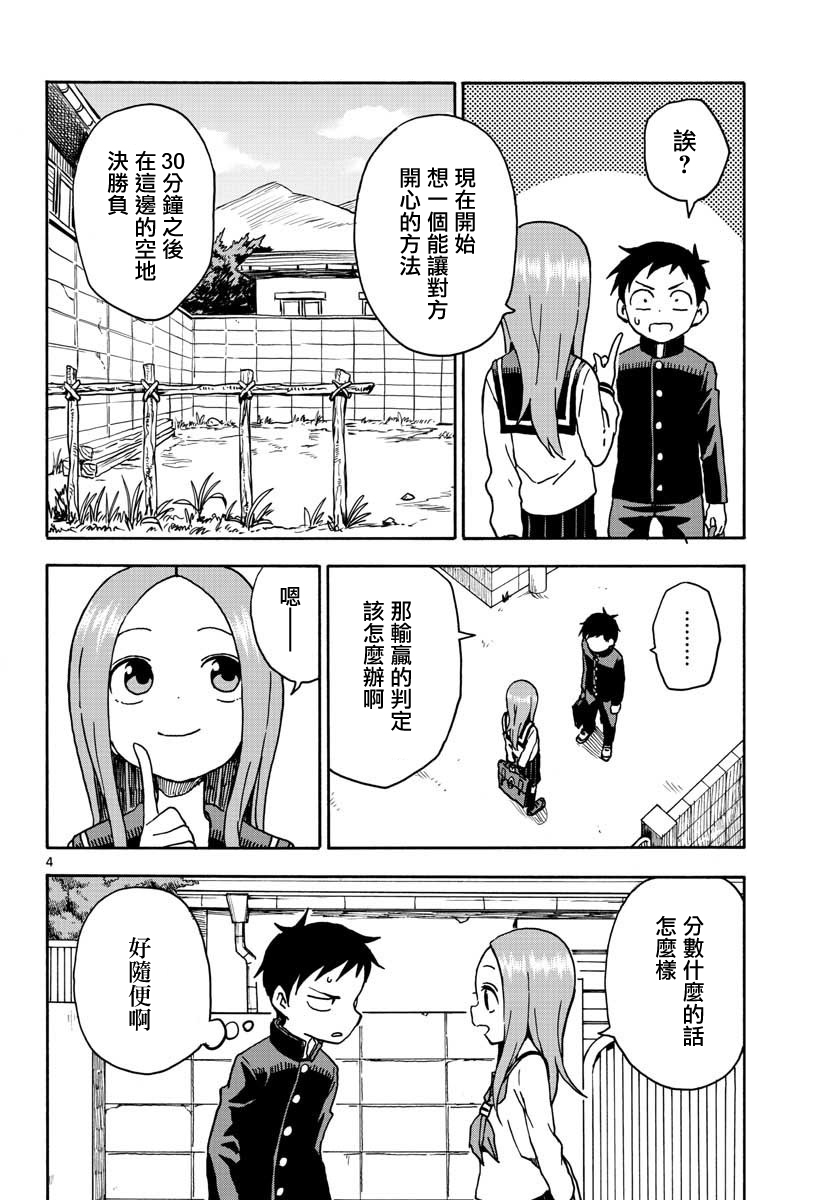 誒?
現在開始
想一個能讓對方
開心的方法
30分鐘之後
在這邊的空地
決勝負
………
那輸贏的判定
該怎麼辦啊
嗯——
4
分數什麼的話
怎麼樣
好隨便啊